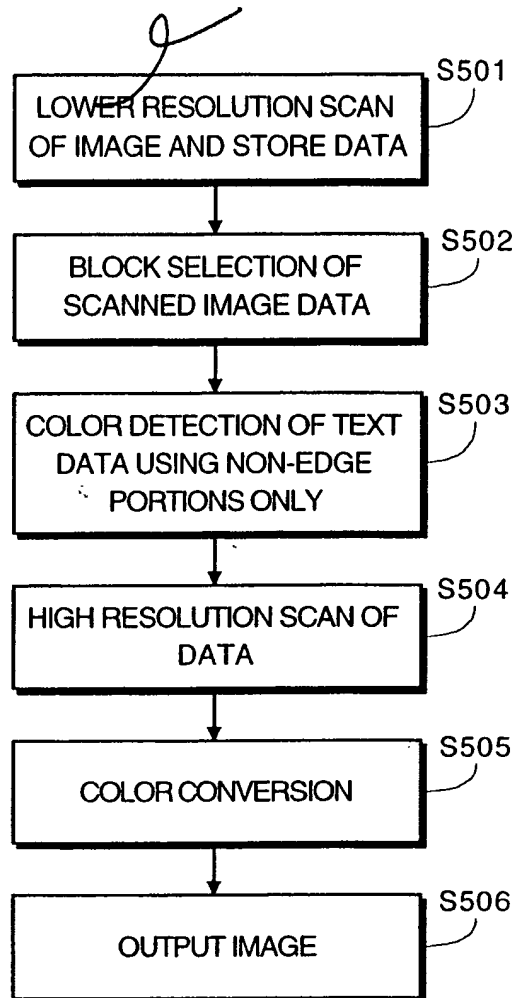 S501
LOWER RESOLUTION SCAN
OF IMAGE AND STORE DATA
S502
BLOCK SELECTION OF
SCANNED IMAGE DATA
S503
COLOR DETECTION OF TEXT
DATA USING NON-EDGE
PORTIONS ONLY
S504
HIGH RESOLUTION SCAN OF
DATA
S505
COLOR CONVERSION
S506
OUTPUT IMAGE